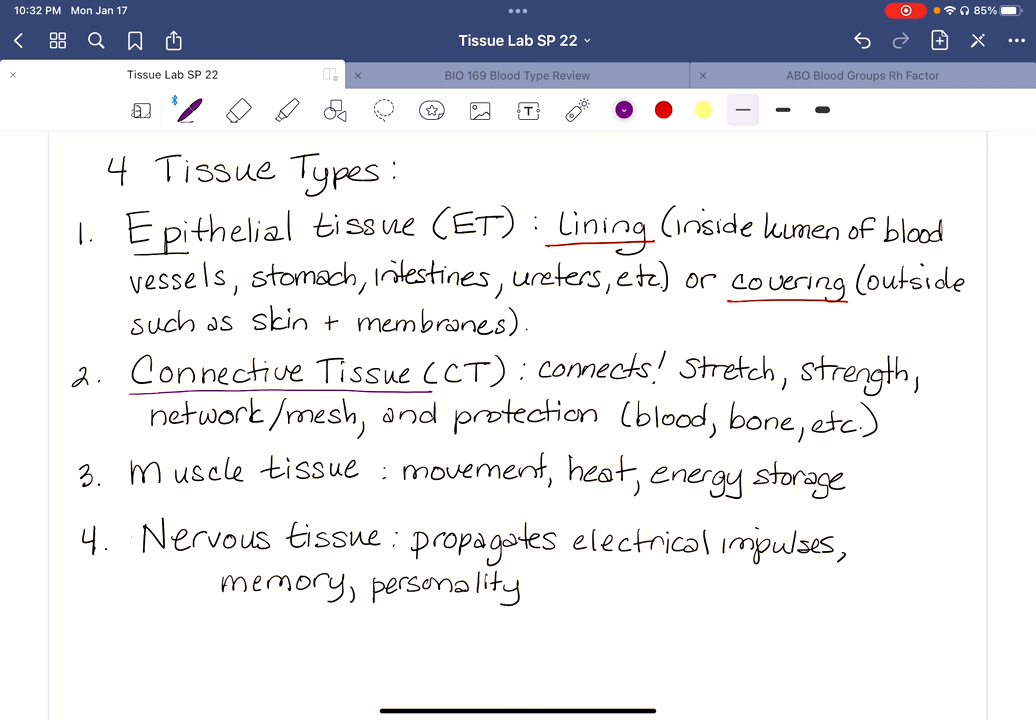 10:32 PM Mon Jan 17
85%
Tissue Lab SP 22
Tissue Lab SP 22
BIO 169 Blood Type Review
ABO Blood Groups Rh Factor
4 Tissue Types:
1. Epithelial tissue (ET) : Lining (inside lumen of blood
vessels, stomach, intestines, ureters, etc.) or covering (outside
such as skin + membranes).
2. Connective Tissue (CT) : connects! Stretch, strength,
network/mesh, and protection (blood, bone, etc.)
3. Muscle tissue : movement, heat, energy storage
4. Nervous tissue : propagates electrical impulses,
memory, personality